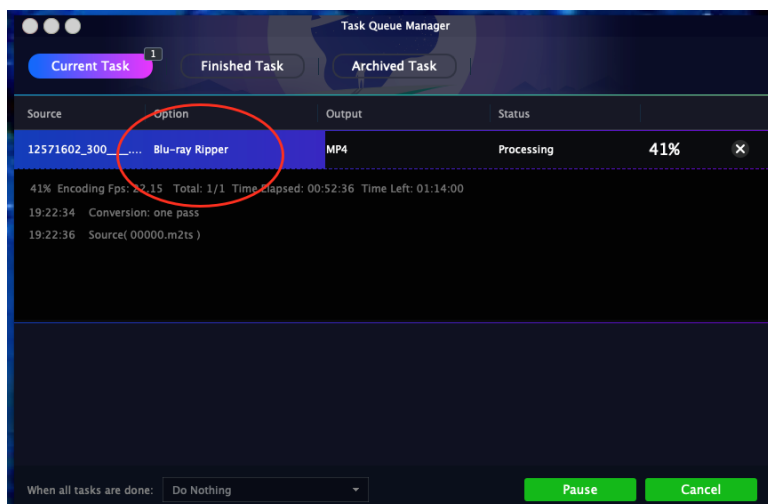 Task Queue Manager
Current Task 1 Finished Task Archived Task
Source Option Output Status
12571602_300___.... Blu-ray Ripper MP4 Processing 41%
41% Encoding Fps: 22.15 Total: 1/1 Time Elapsed: 00:52:36 Time Left: 01:14:00
19:22:34 Conversion: one pass
19:22:36 Source( 00000.m2ts )
When all tasks are done: Do Nothing Pause Cancel